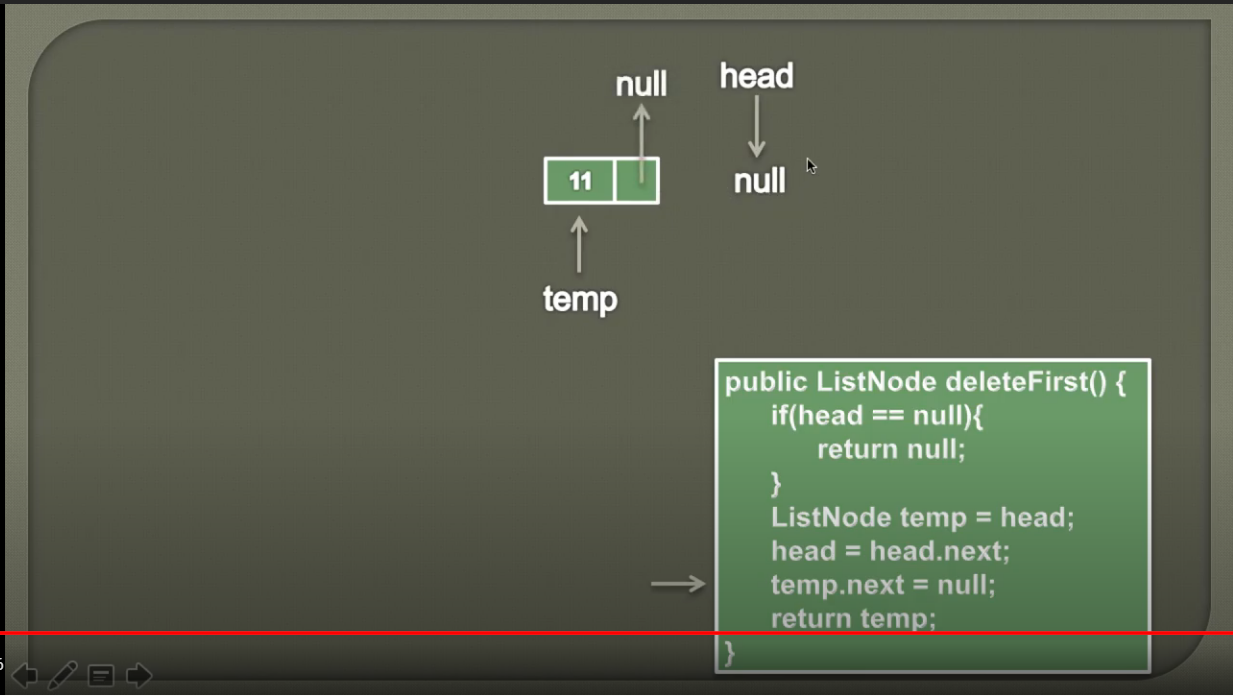 null head
11 null
temp
public ListNode deleteFirst() {
if(head == null){
return null;
}
ListNode temp = head;
head = head.next;
temp.next = null;
return temp;
}